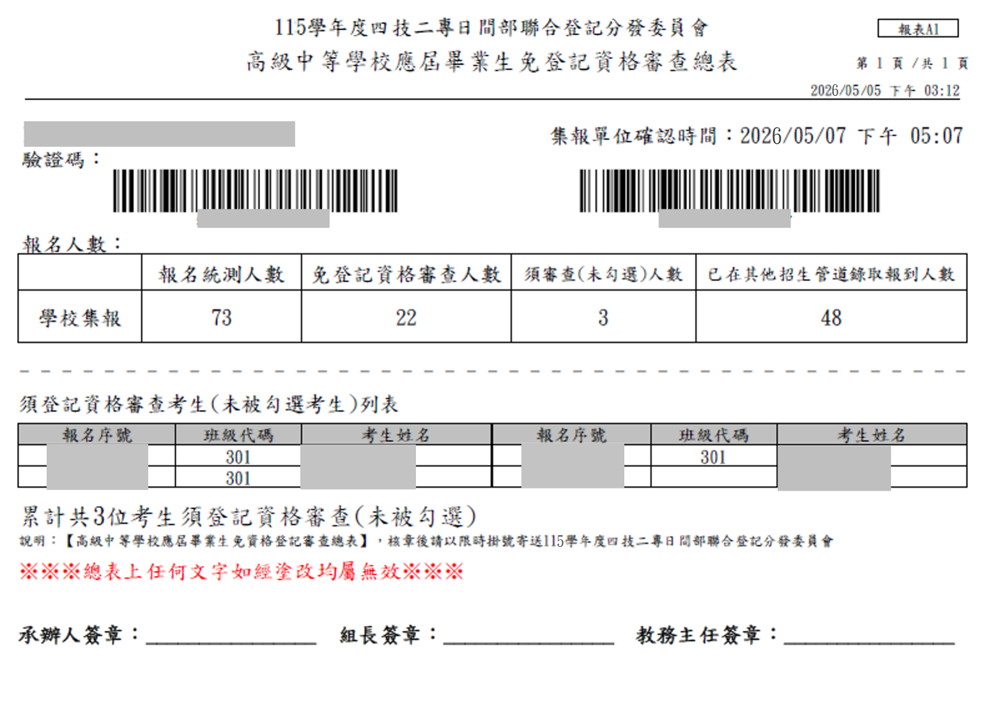 115學年度四技二專日間部聯合登記分發委員會
報表A1
高級中等學校應屆畢業生免登記資格審查總表
第 1 頁 /共 1 頁
2026/05/05 下午 03:12
集報單位確認時間：2026/05/07 下午 05:07
驗證碼：
報名人數：
報名統測人數 免登記資格審查人數 須審查(未勾選)人數 已在其他招生管道錄取報到人數
學校集報 73 22 3 48
須登記資格審查考生(未被勾選考生)列表
報名序號 班級代碼 考生姓名 報名序號 班級代碼 考生姓名
301 301
301
累計共3位考生須登記資格審查(未被勾選)
說明：【高級中等學校應屆畢業生免資格登記審查總表】，核章後請以限時掛號寄送115學年度四技二專日間部聯合登記分發委員會
※※※總表上任何文字如經塗改均屬無效※※※
承辦人簽章：________________ 組長簽章：________________ 教務主任簽章：________________